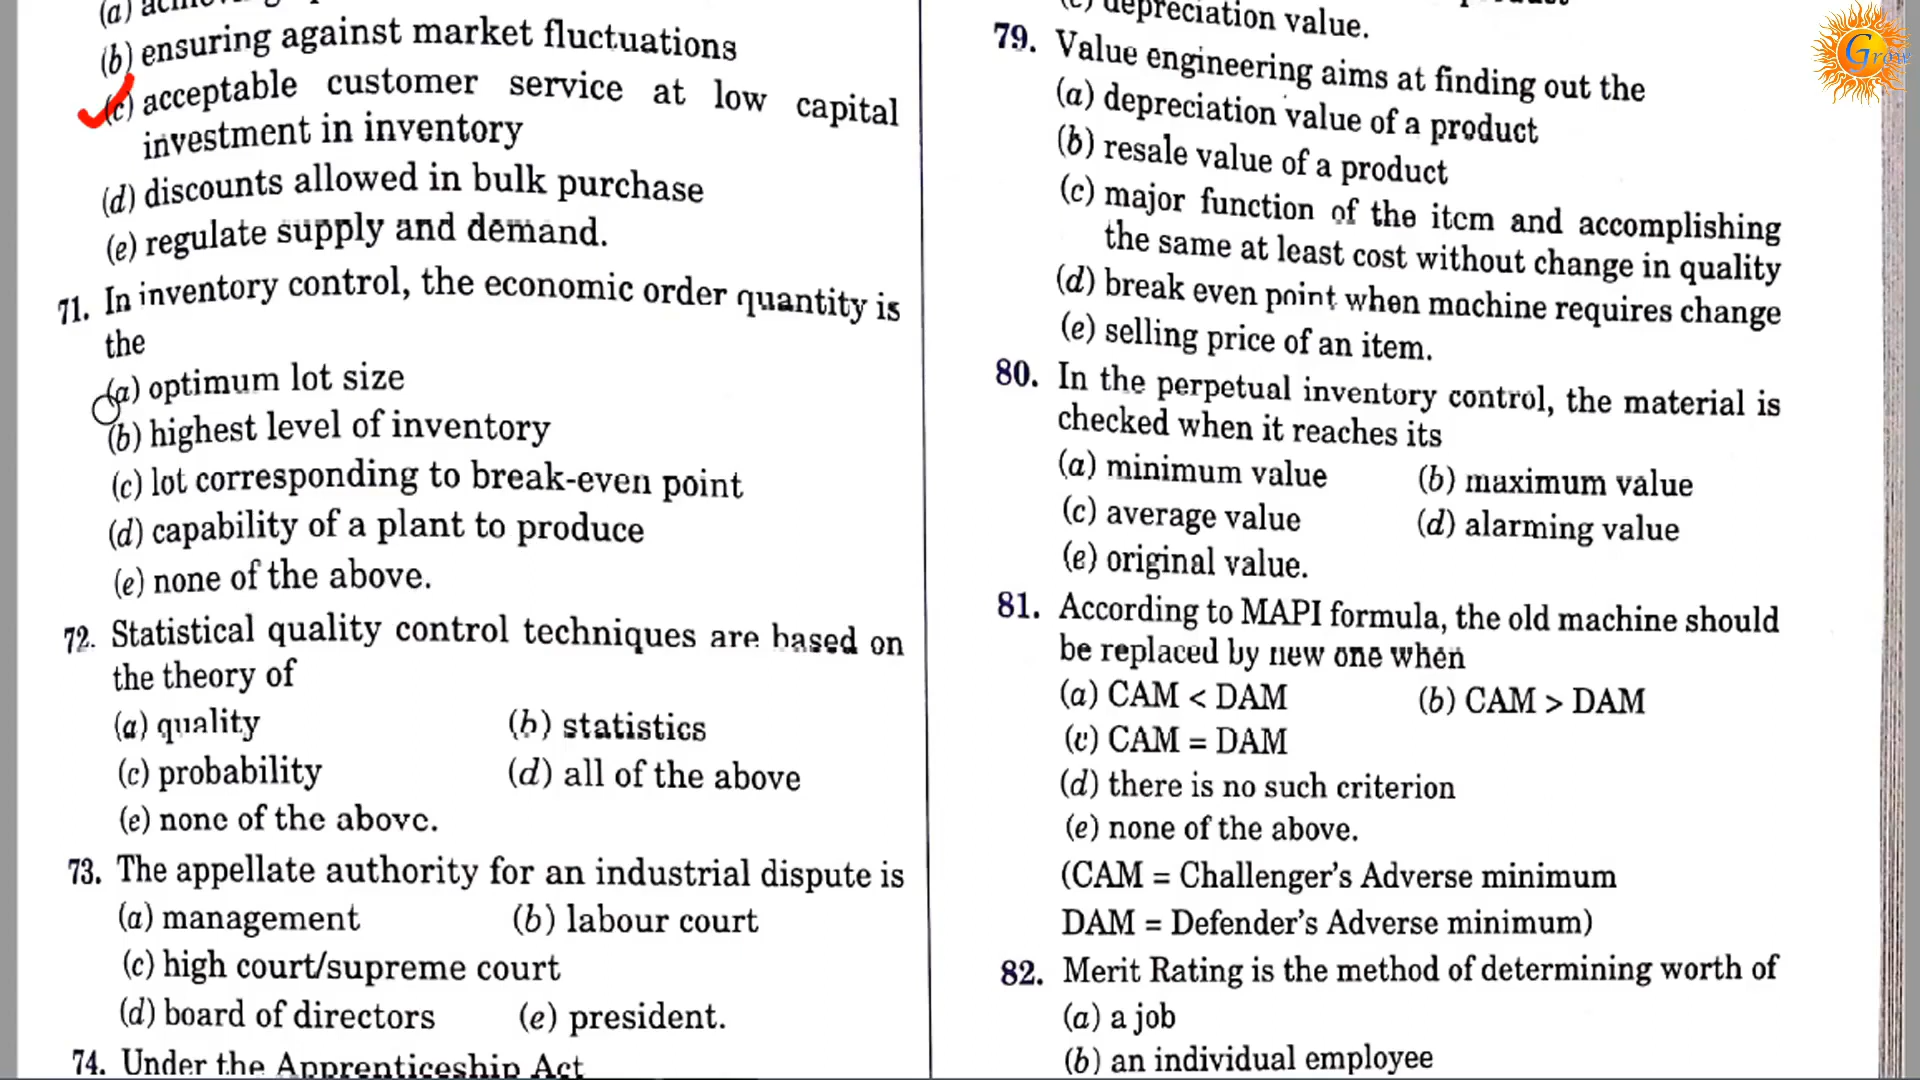 (b) ensuring against market fluctuations
(c) acceptable customer service at low capital
investment in inventory
(d) discounts allowed in bulk purchase
(e) regulate supply and demand.
71. In inventory control, the economic order quantity is
the
(a) optimum lot size
(b) highest level of inventory
(c) lot corresponding to break-even point
(d) capability of a plant to produce
(e) none of the above.
72. Statistical quality control techniques are based on
the theory of
(a) quality (b) statistics
(c) probability (d) all of the above
(e) none of the above.
73. The appellate authority for an industrial dispute is
(a) management (b) labour court
(c) high court/supreme court
(d) board of directors (e) president.
74. Under the Apprenticeship Act
(e) depreciation value.
79. Value engineering aims at finding out the
(a) depreciation value of a product
(b) resale value of a product
(c) major function of the item and accomplishing
the same at least cost without change in quality
(d) break even point when machine requires change
(e) selling price of an item.
80. In the perpetual inventory control, the material is
checked when it reaches its
(a) minimum value (b) maximum value
(c) average value (d) alarming value
(e) original value.
81. According to MAPI formula, the old machine should
be replaced by new one when
(a) CAM < DAM (b) CAM > DAM
(c) CAM = DAM
(d) there is no such criterion
(e) none of the above.
(CAM = Challenger's Adverse minimum
DAM = Defender's Adverse minimum)
82. Merit Rating is the method of determining worth of
(a) a job
(b) an individual employee
Grow